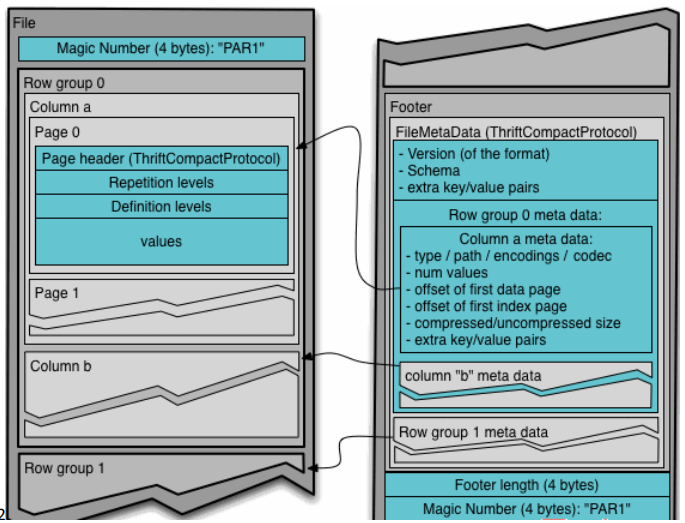 File
Magic Number (4 bytes): "PAR1"
Row group 0
Column a
Page 0
Page header (ThriftCompactProtocol)
Repetition levels
Definition levels
values
Page 1
Column b
Row group 1
2
Footer
FileMetaData (ThriftCompactProtocol)
- Version (of the format)
- Schema
- extra key/value pairs
Row group 0 meta data:
Column a meta data:
- type / path / encodings / codec
- num values
- offset of first data page
- offset of first index page
- compressed/uncompressed size
- extra key/value pairs
column "b" meta data
Row group 1 meta data
Footer length (4 bytes)
Magic Number (4 bytes): "PAR1"